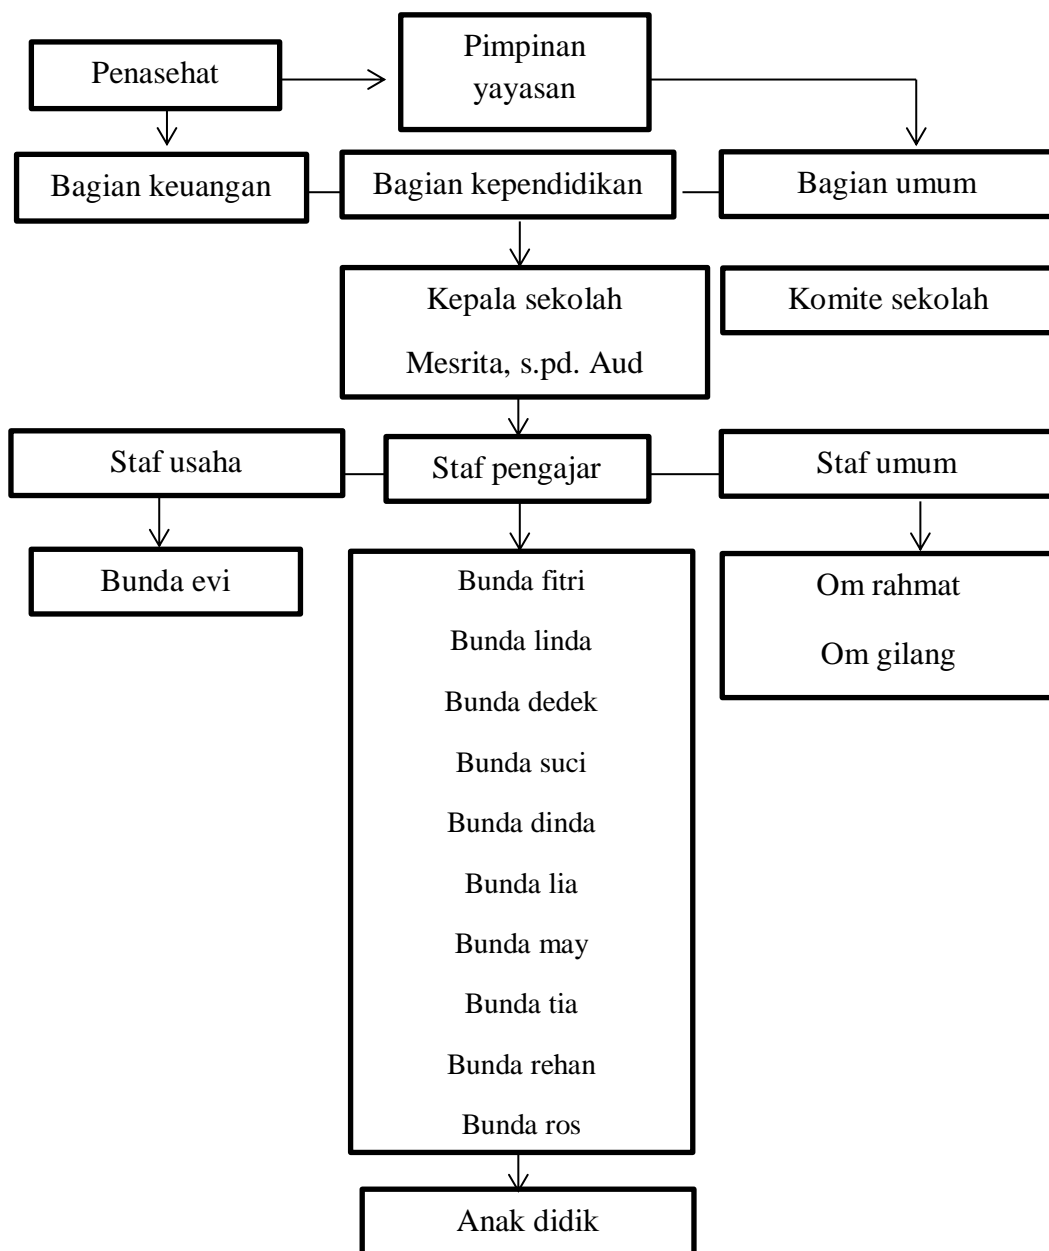 Penasehat
Pimpinan
yayasan
Bagian keuangan
Bagian kependidikan
Bagian umum
Kepala sekolah
Mesrita, s.pd. Aud
Komite sekolah
Staf usaha
Staf pengajar
Staf umum
Bunda evi
Bunda fitri
Bunda linda
Bunda dedek
Bunda suci
Bunda dinda
Bunda lia
Bunda may
Bunda tia
Bunda rehan
Bunda ros
Om rahmat
Om gilang
Anak didik